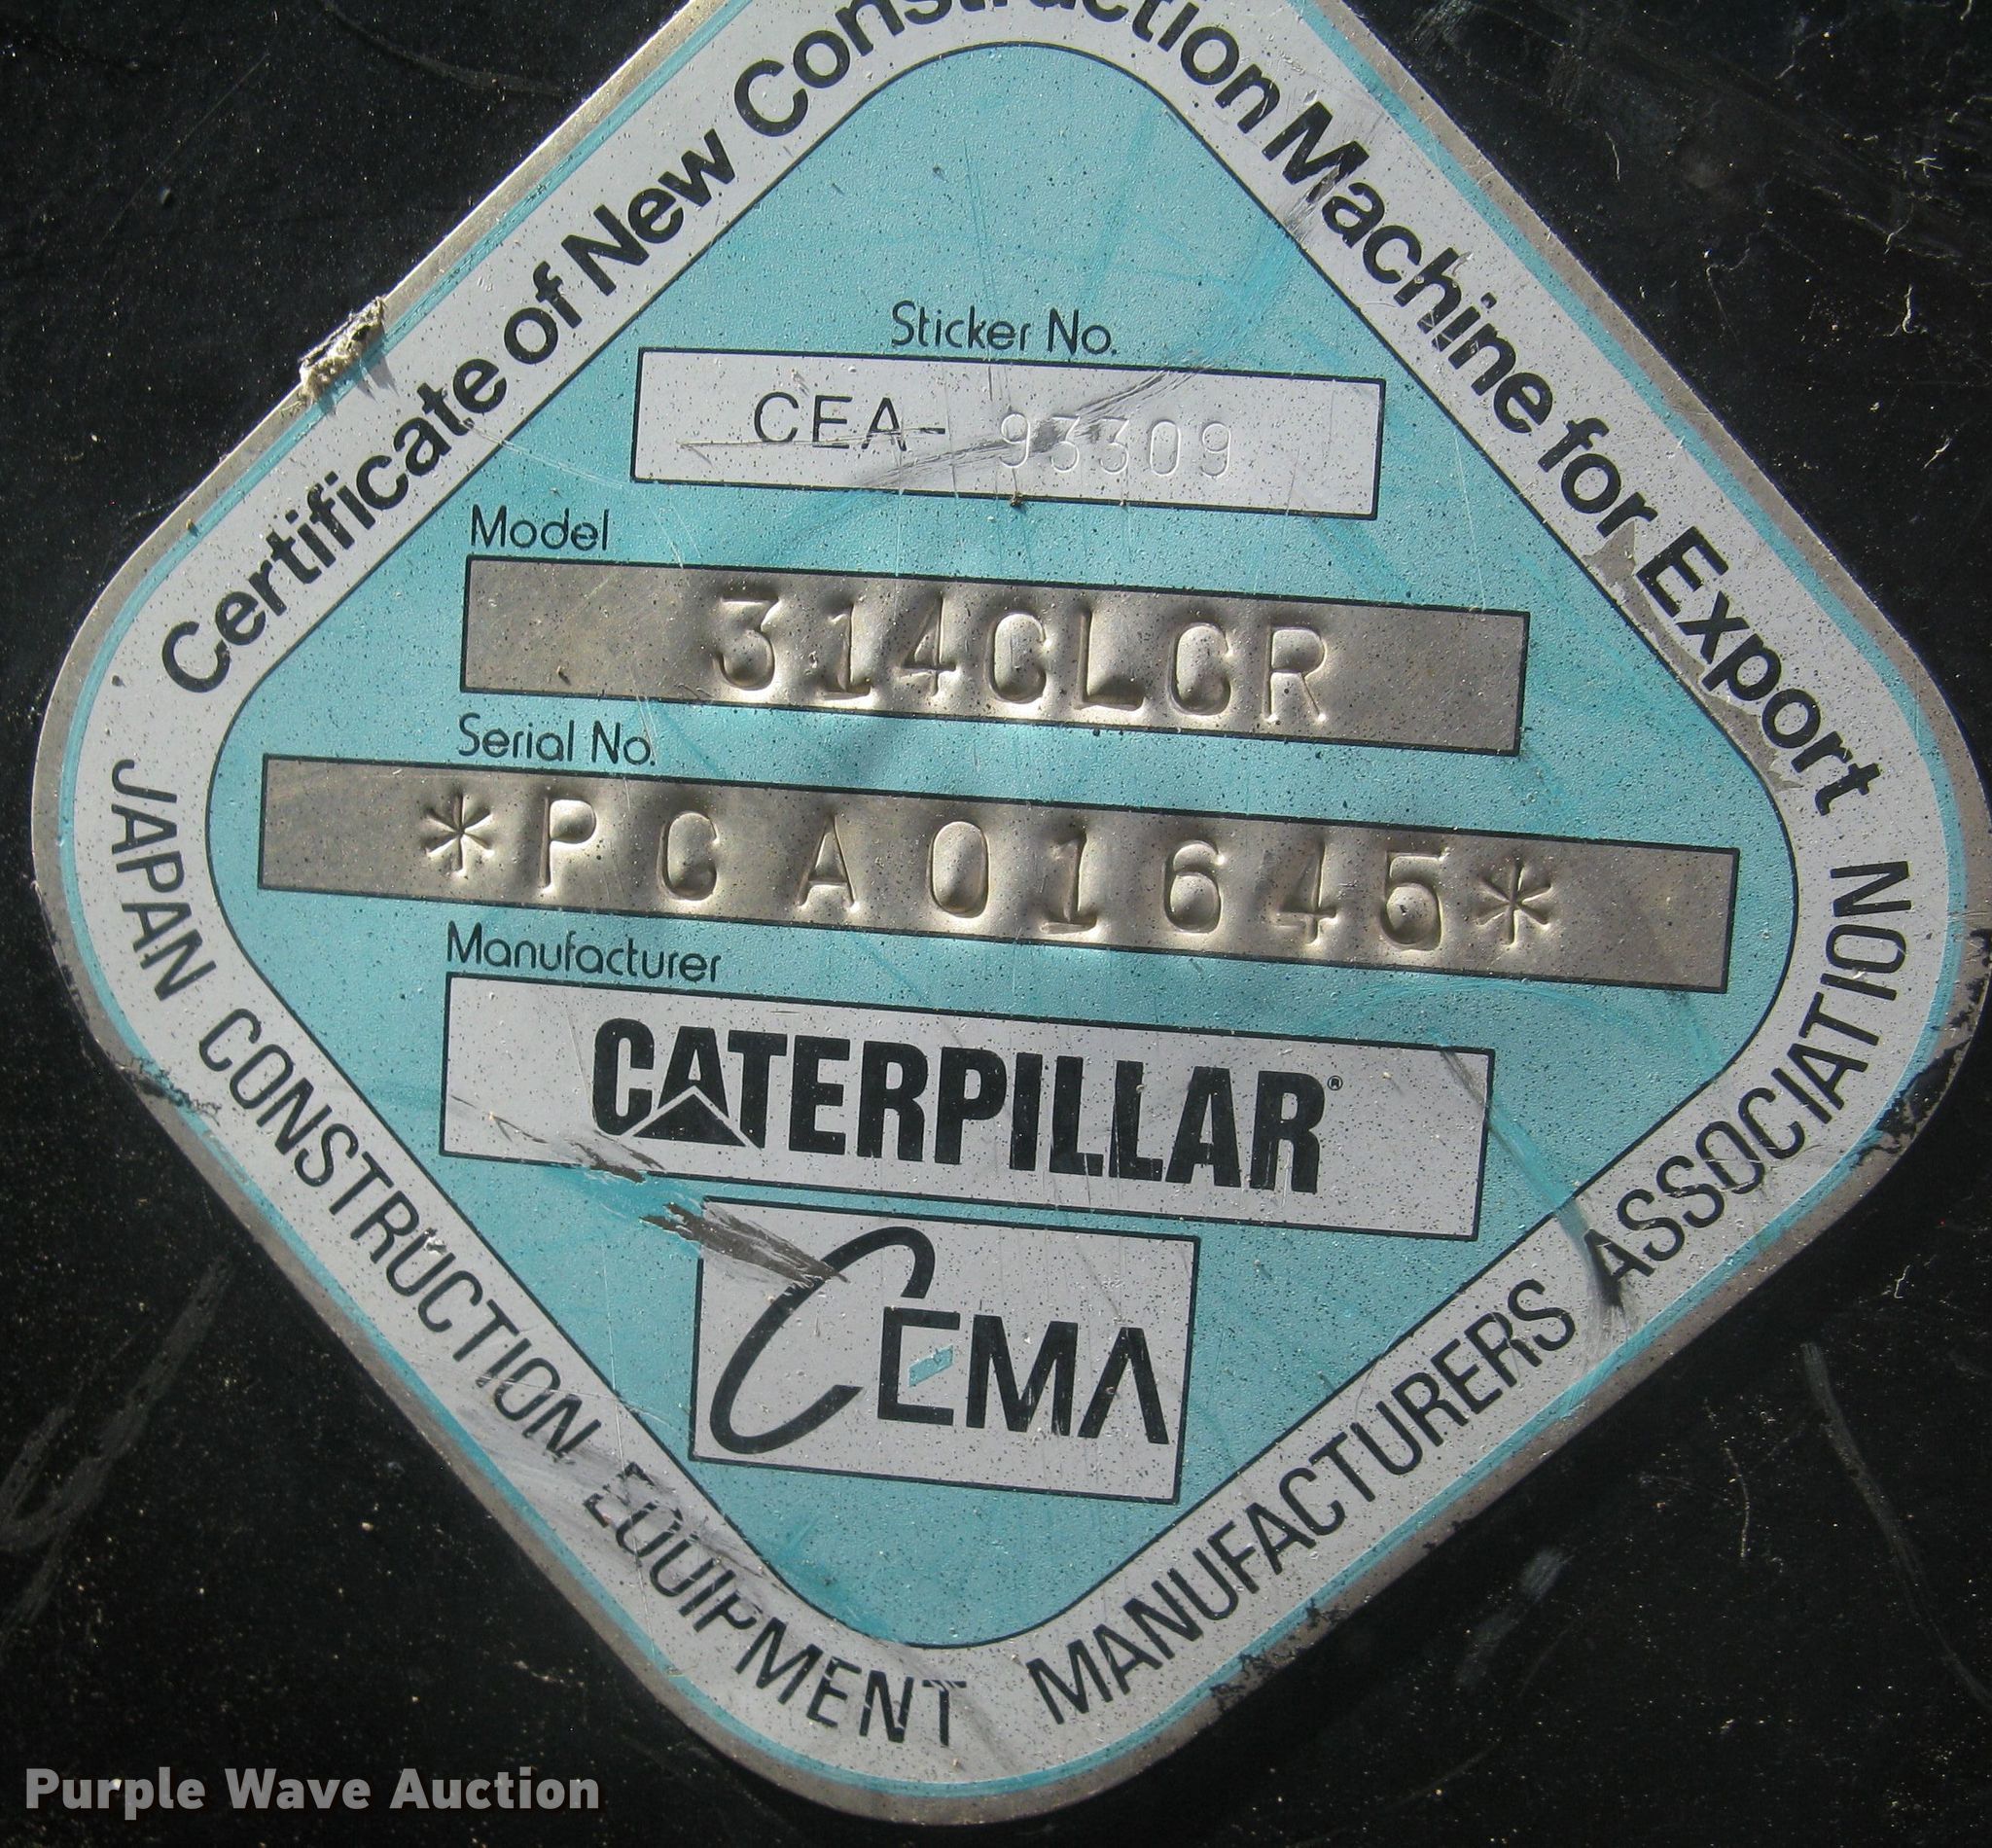 Certificate of New Construction Machine for Export
Sticker No.
CEA- 93309
Model
314CLCR
Serial No.
*PCA01645*
Manufacturer
CATERPILLAR®
CEMA
JAPAN CONSTRUCTION EQUIPMENT MANUFACTURERS ASSOCIATION
Purple Wave Auction